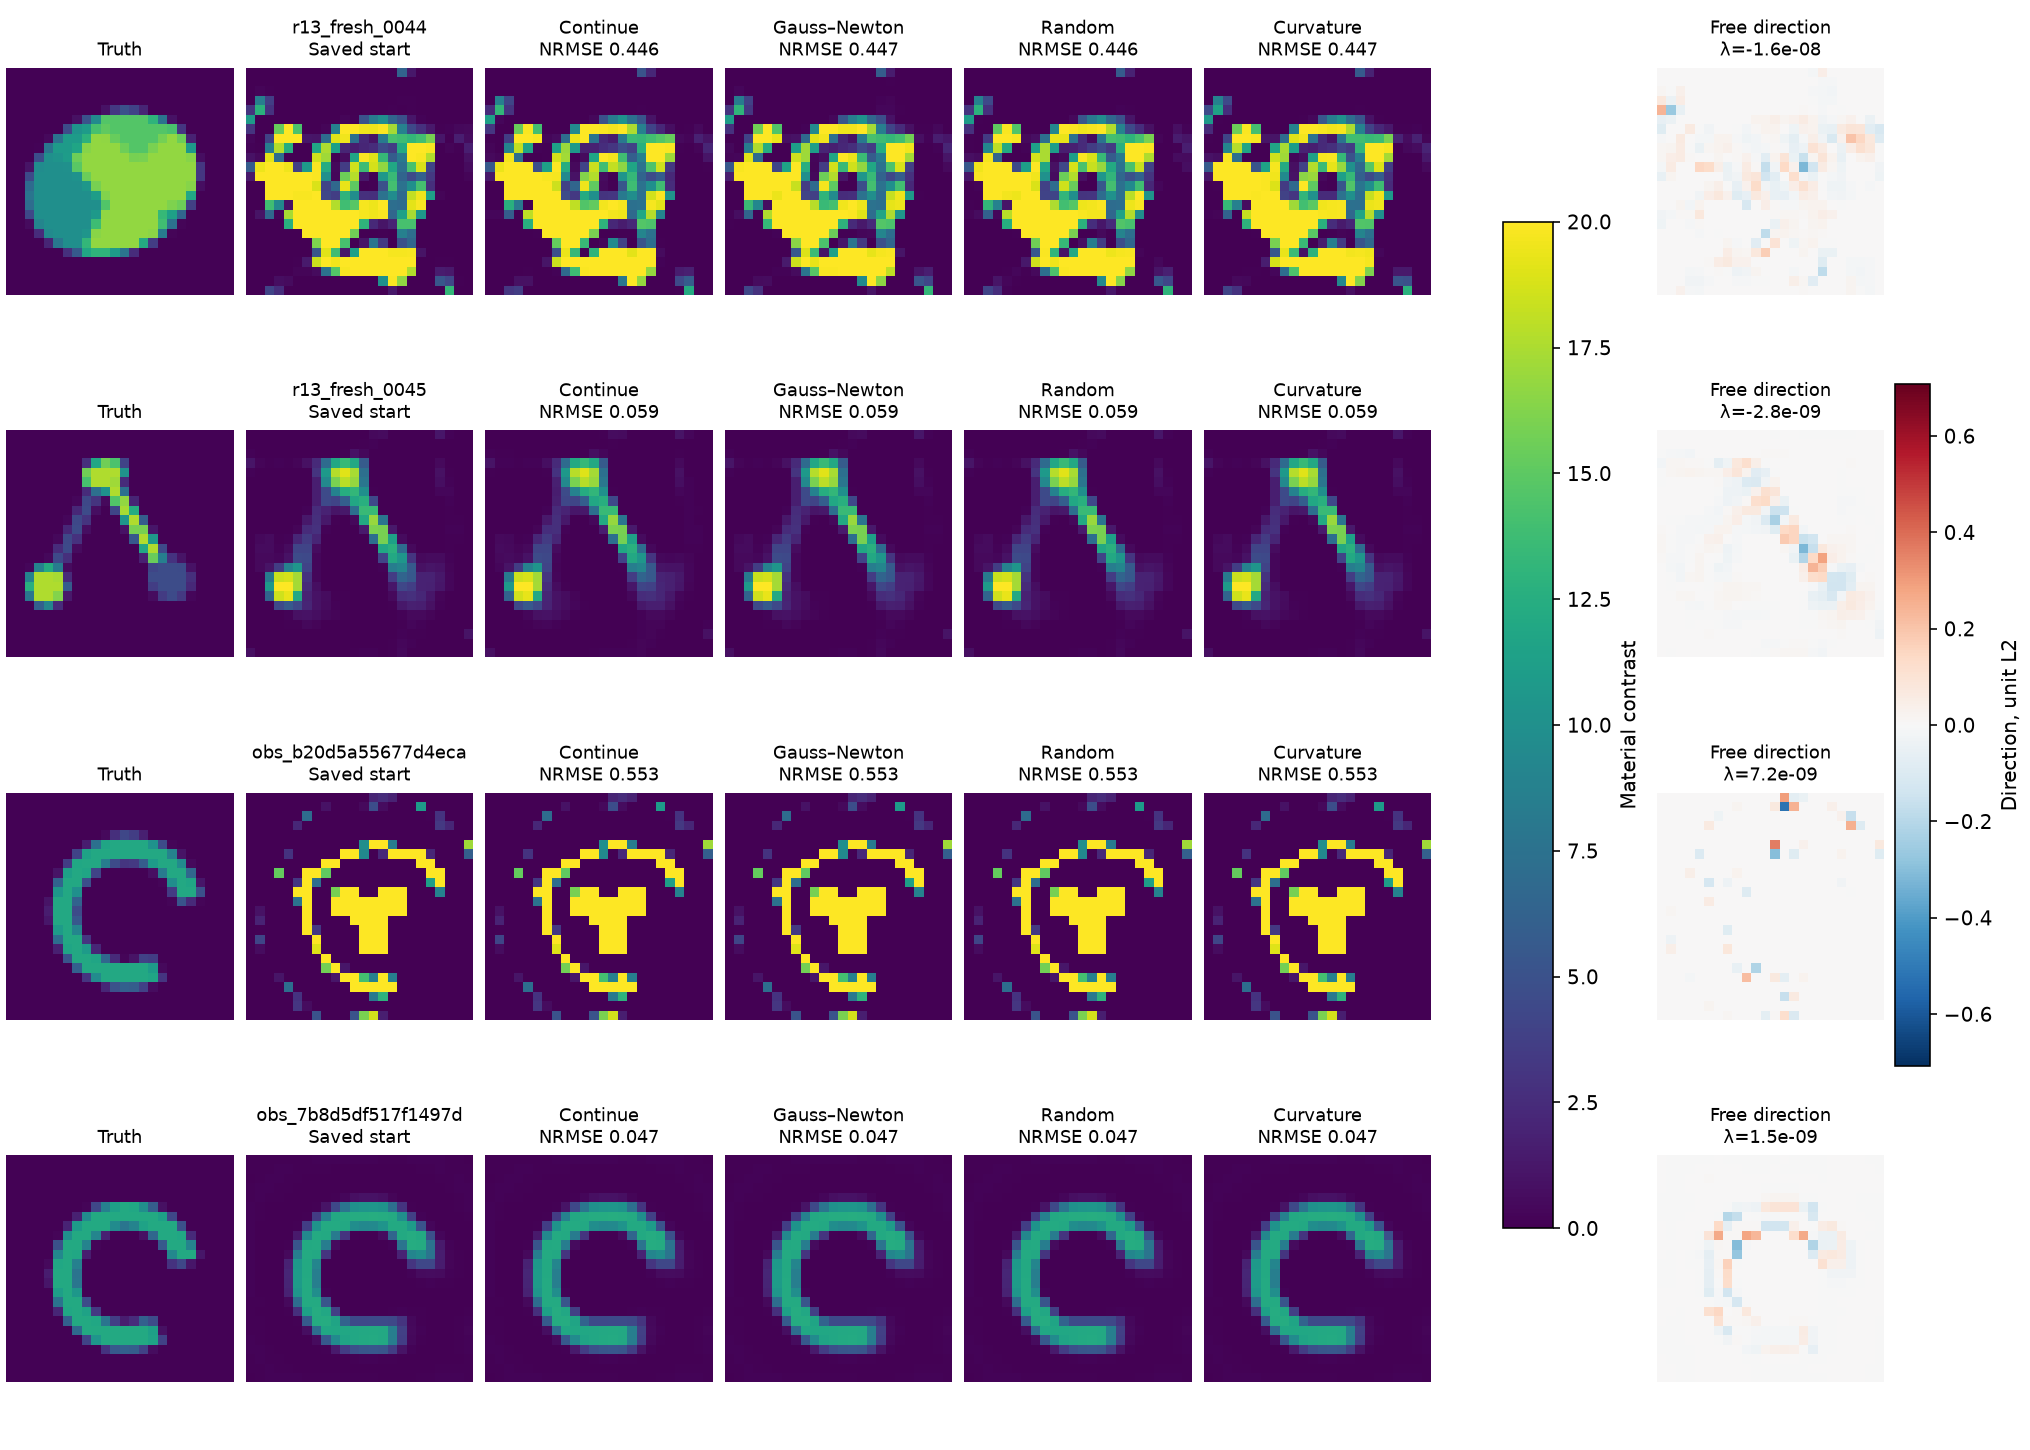 Truth
r13_fresh_0044
Saved start
Continue
NRMSE 0.446
Gauss–Newton
NRMSE 0.447
Random
NRMSE 0.446
Curvature
NRMSE 0.447
Free direction
λ=-1.6e-08
Truth
r13_fresh_0045
Saved start
Continue
NRMSE 0.059
Gauss–Newton
NRMSE 0.059
Random
NRMSE 0.059
Curvature
NRMSE 0.059
Free direction
λ=-2.8e-09
Truth
obs_b20d5a55677d4eca
Saved start
Continue
NRMSE 0.553
Gauss–Newton
NRMSE 0.553
Random
NRMSE 0.553
Curvature
NRMSE 0.553
Free direction
λ=7.2e-09
Truth
obs_7b8d5df517f1497d
Saved start
Continue
NRMSE 0.047
Gauss–Newton
NRMSE 0.047
Random
NRMSE 0.047
Curvature
NRMSE 0.047
Free direction
λ=1.5e-09
20.0
17.5
15.0
12.5
10.0
7.5
5.0
2.5
0.0
Material contrast
0.6
0.4
0.2
0.0
−0.2
−0.4
−0.6
Direction, unit L2